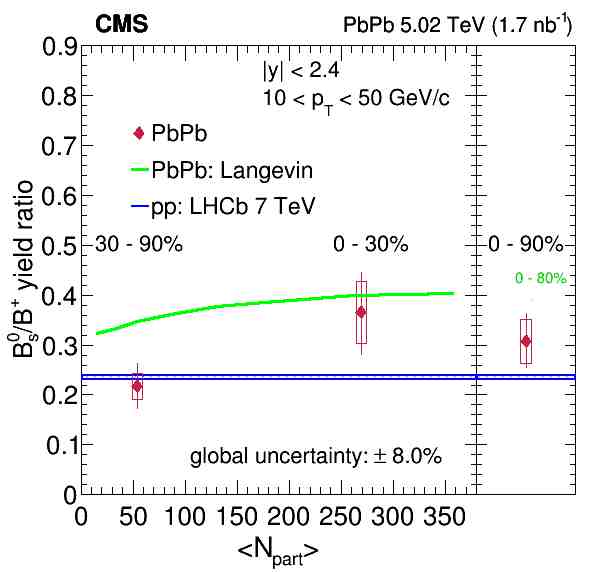 CMS PbPb 5.02 TeV (1.7 nb⁻¹)
|y| < 2.4
10 < p_T < 50 GeV/c
PbPb
PbPb: Langevin
pp: LHCb 7 TeV
30 - 90% 0 - 30% 0 - 90%
0 - 80%
global uncertainty: ± 8.0%
B⁰_s/B⁺ yield ratio
0.9
0.8
0.7
0.6
0.5
0.4
0.3
0.2
0.1
0
0 50 100 150 200 250 300 350
<N_part>